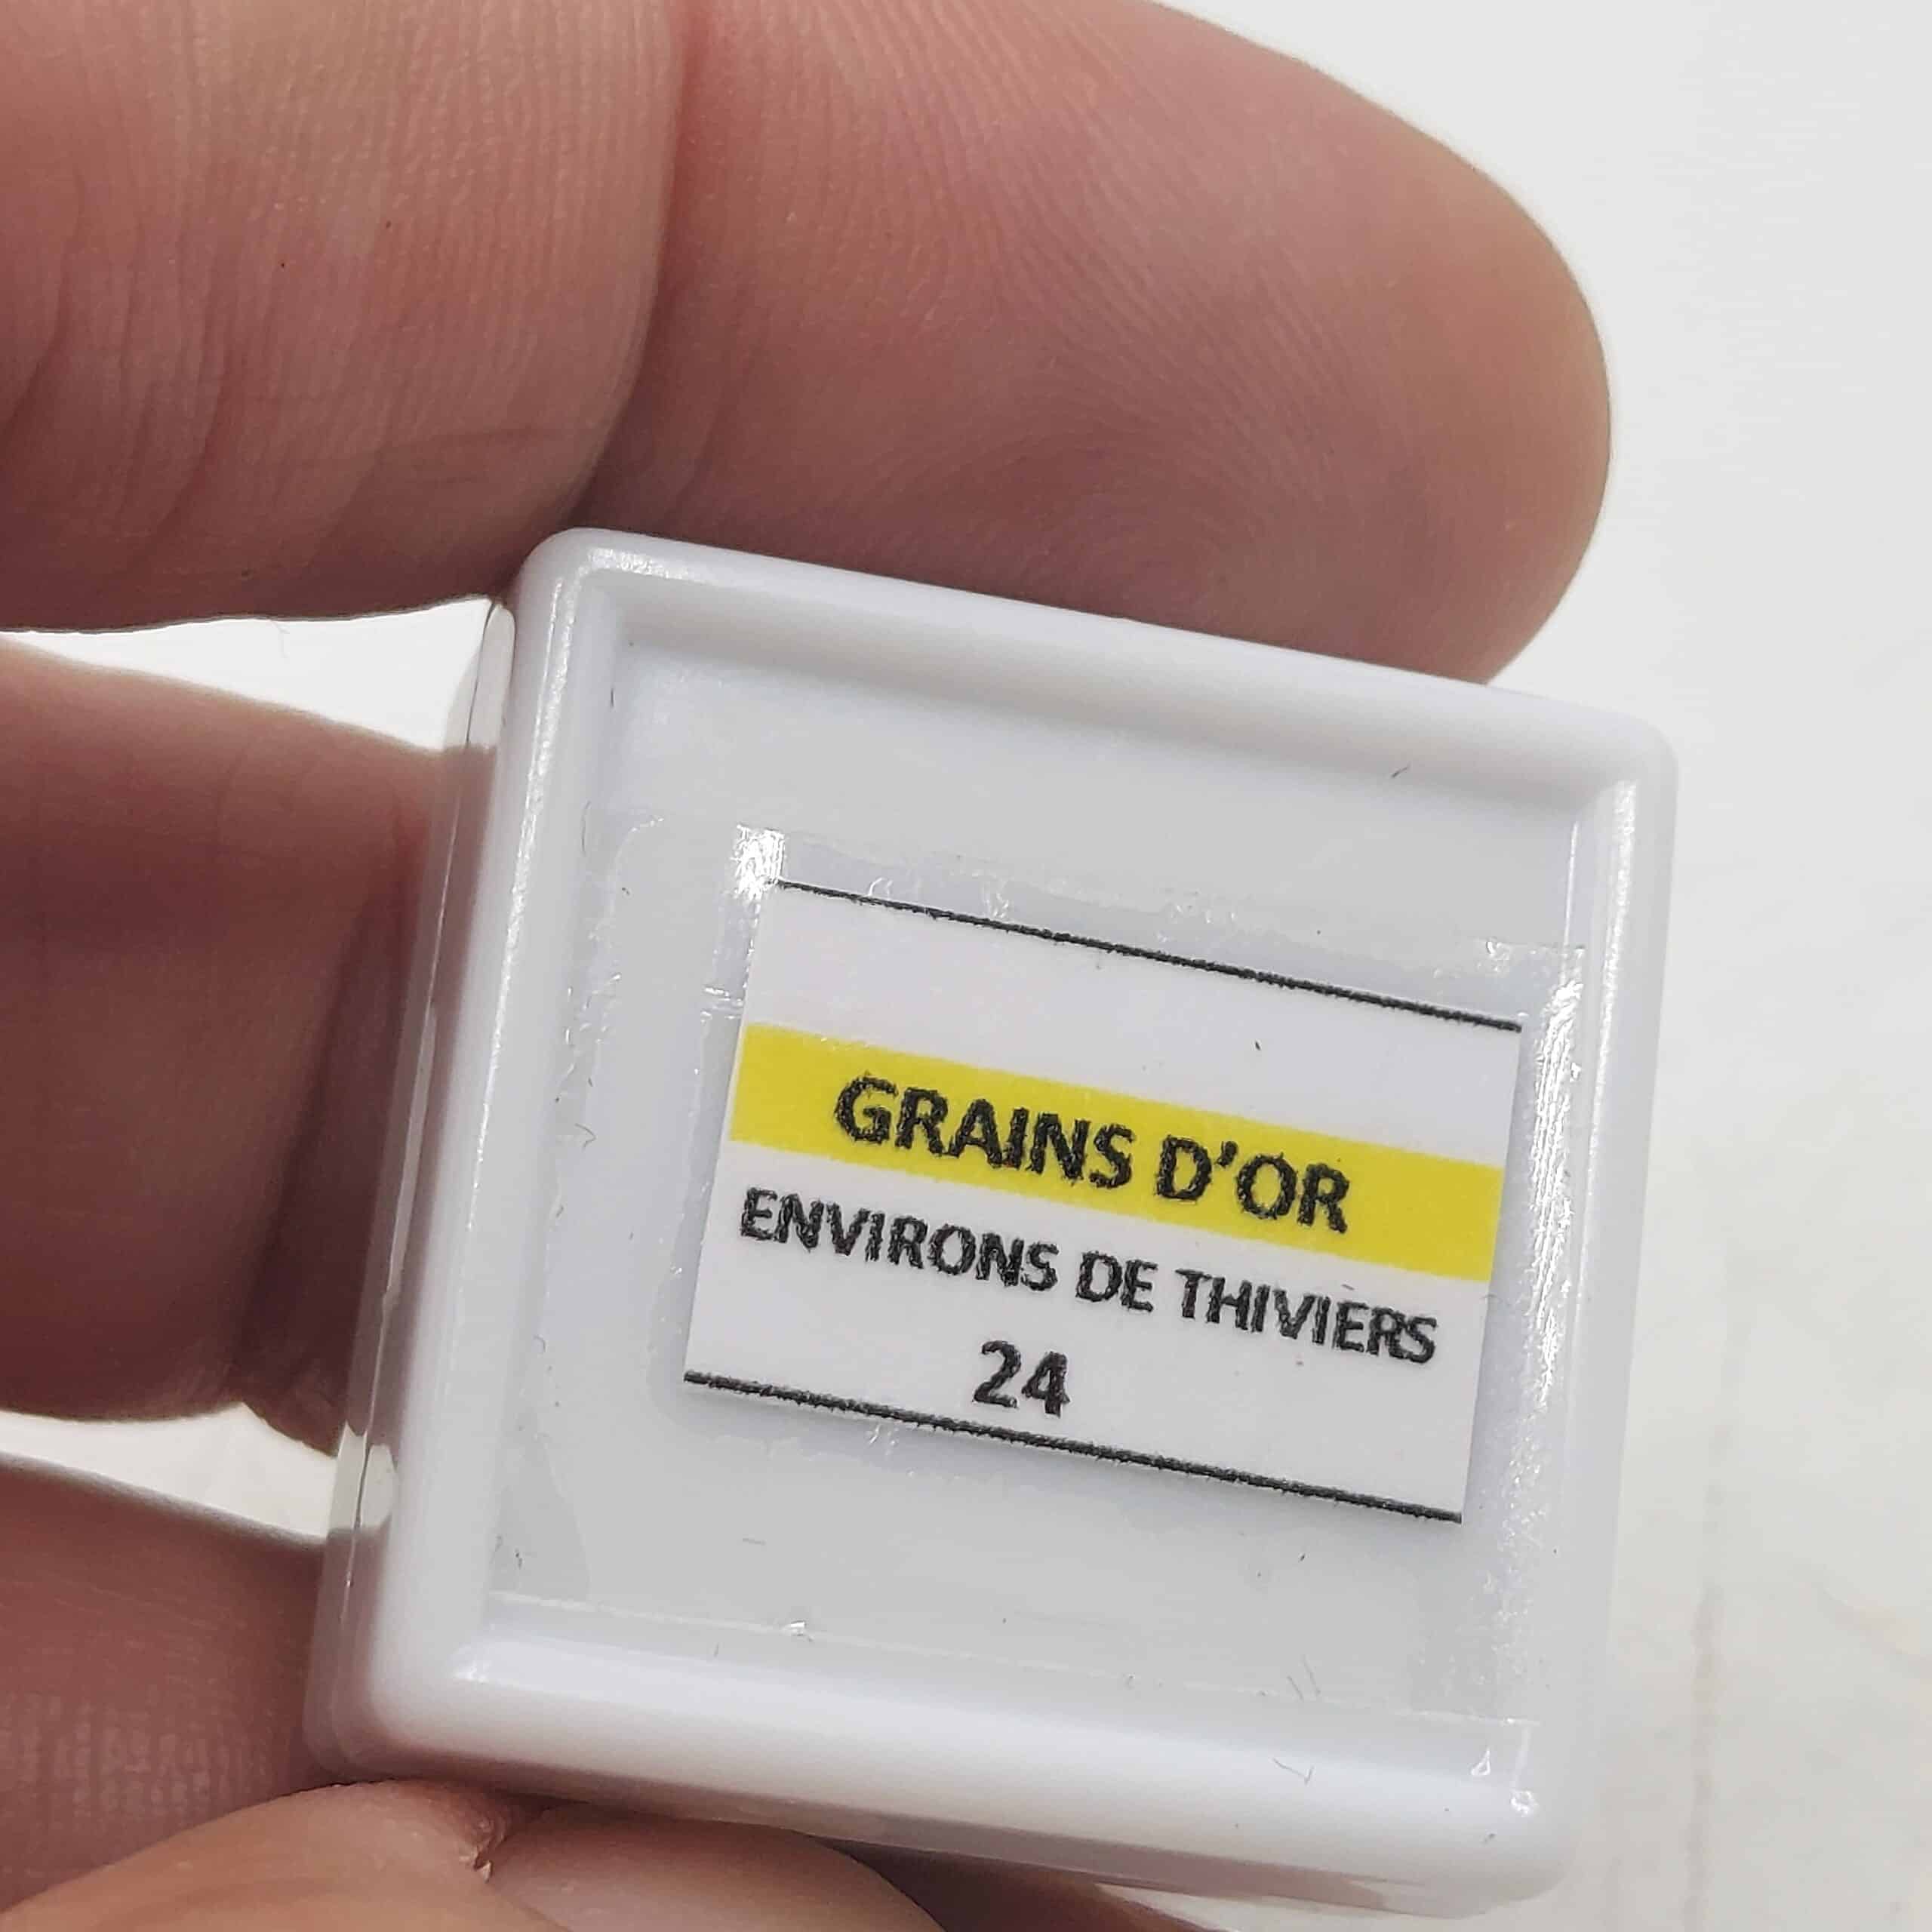 GRAINS D'OR
ENVIRONS DE THIVIERS
24